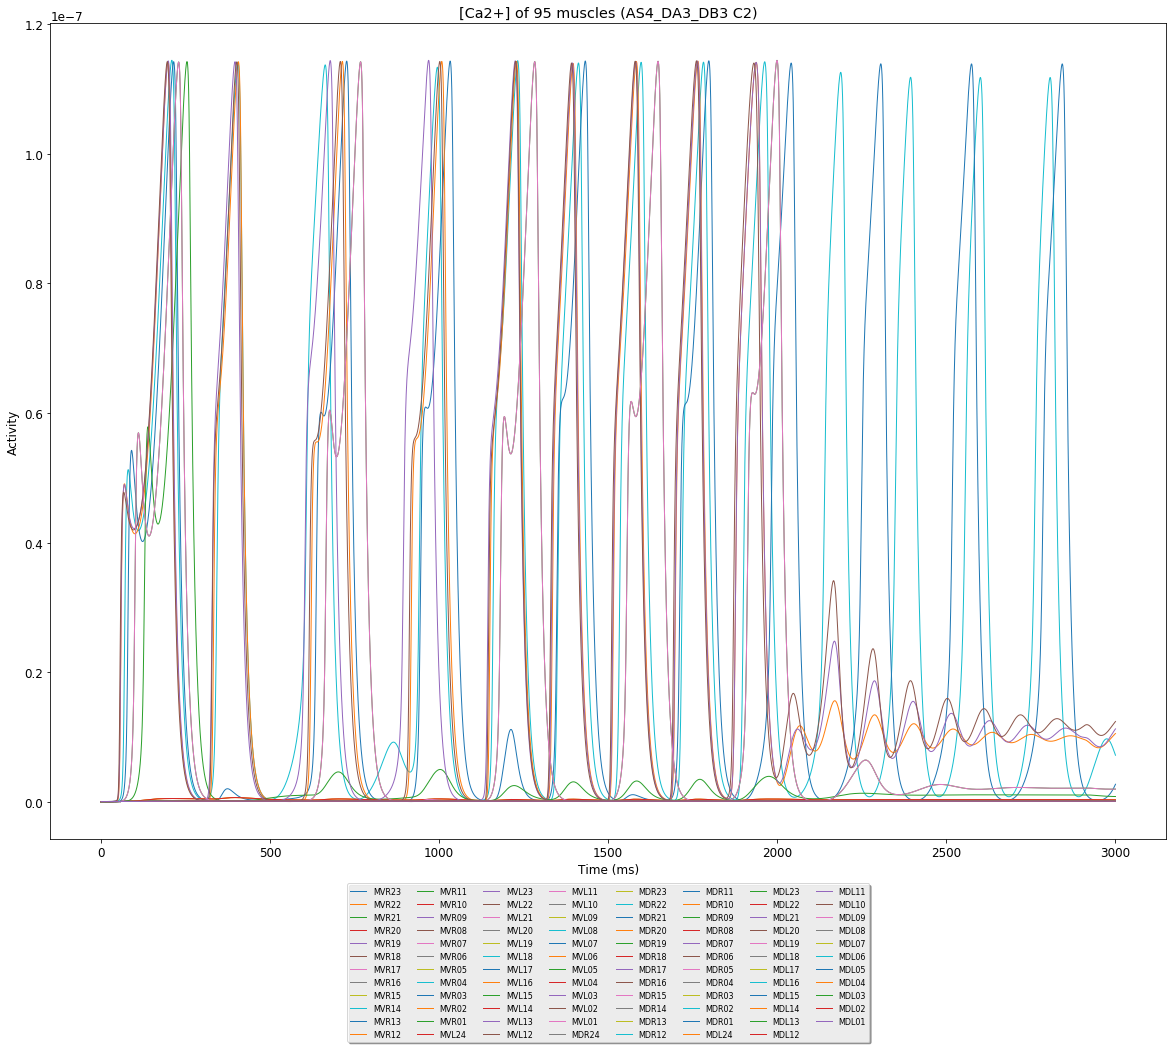 [Ca2+] of 95 muscles (AS4_DA3_DB3 C2)
1e−7
1.2
1.0
0.8
0.6
0.4
0.2
0.0
Activity
0 500 1000 1500 2000 2500 3000
Time (ms)
MVR23 MVR11 MVL23 MVL11 MDR23 MDR11 MDL23 MDL11
MVR22 MVR10 MVL22 MVL10 MDR22 MDR10 MDL22 MDL10
MVR21 MVR09 MVL21 MVL09 MDR21 MDR09 MDL21 MDL09
MVR20 MVR08 MVL20 MVL08 MDR20 MDR08 MDL20 MDL08
MVR19 MVR07 MVL19 MVL07 MDR19 MDR07 MDL19 MDL07
MVR18 MVR06 MVL18 MVL06 MDR18 MDR06 MDL18 MDL06
MVR17 MVR05 MVL17 MVL05 MDR17 MDR05 MDL17 MDL05
MVR16 MVR04 MVL16 MVL04 MDR16 MDR04 MDL16 MDL04
MVR15 MVR03 MVL15 MVL03 MDR15 MDR03 MDL15 MDL03
MVR14 MVR02 MVL14 MVL02 MDR14 MDR02 MDL14 MDL02
MVR13 MVR01 MVL13 MVL01 MDR13 MDR01 MDL13 MDL01
MVR12 MVL24 MVL12 MDR24 MDR12 MDL24 MDL12